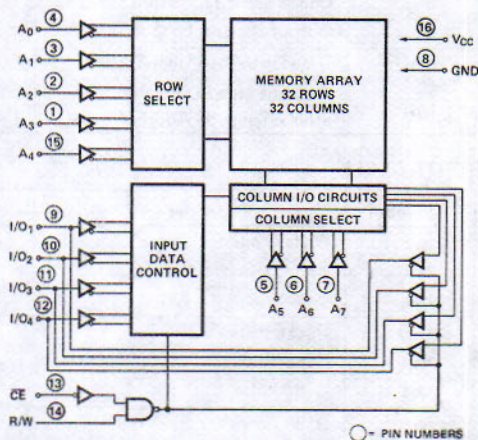 ④
A₀
③
A₁
②
A₂
①
A₃
⑮
A₄
ROW
SELECT
MEMORY ARRAY
32 ROWS
32 COLUMNS
⑯
VCC
⑧
GND
COLUMN I/O CIRCUITS
COLUMN SELECT
⑨
I/O₁
⑩
I/O₂
⑪
I/O₃
⑫
I/O₄
INPUT
DATA
CONTROL
⑤ ⑥ ⑦
A₅ A₆ A₇
⑬
C̅E̅
⑭
R/W
○= PIN NUMBERS